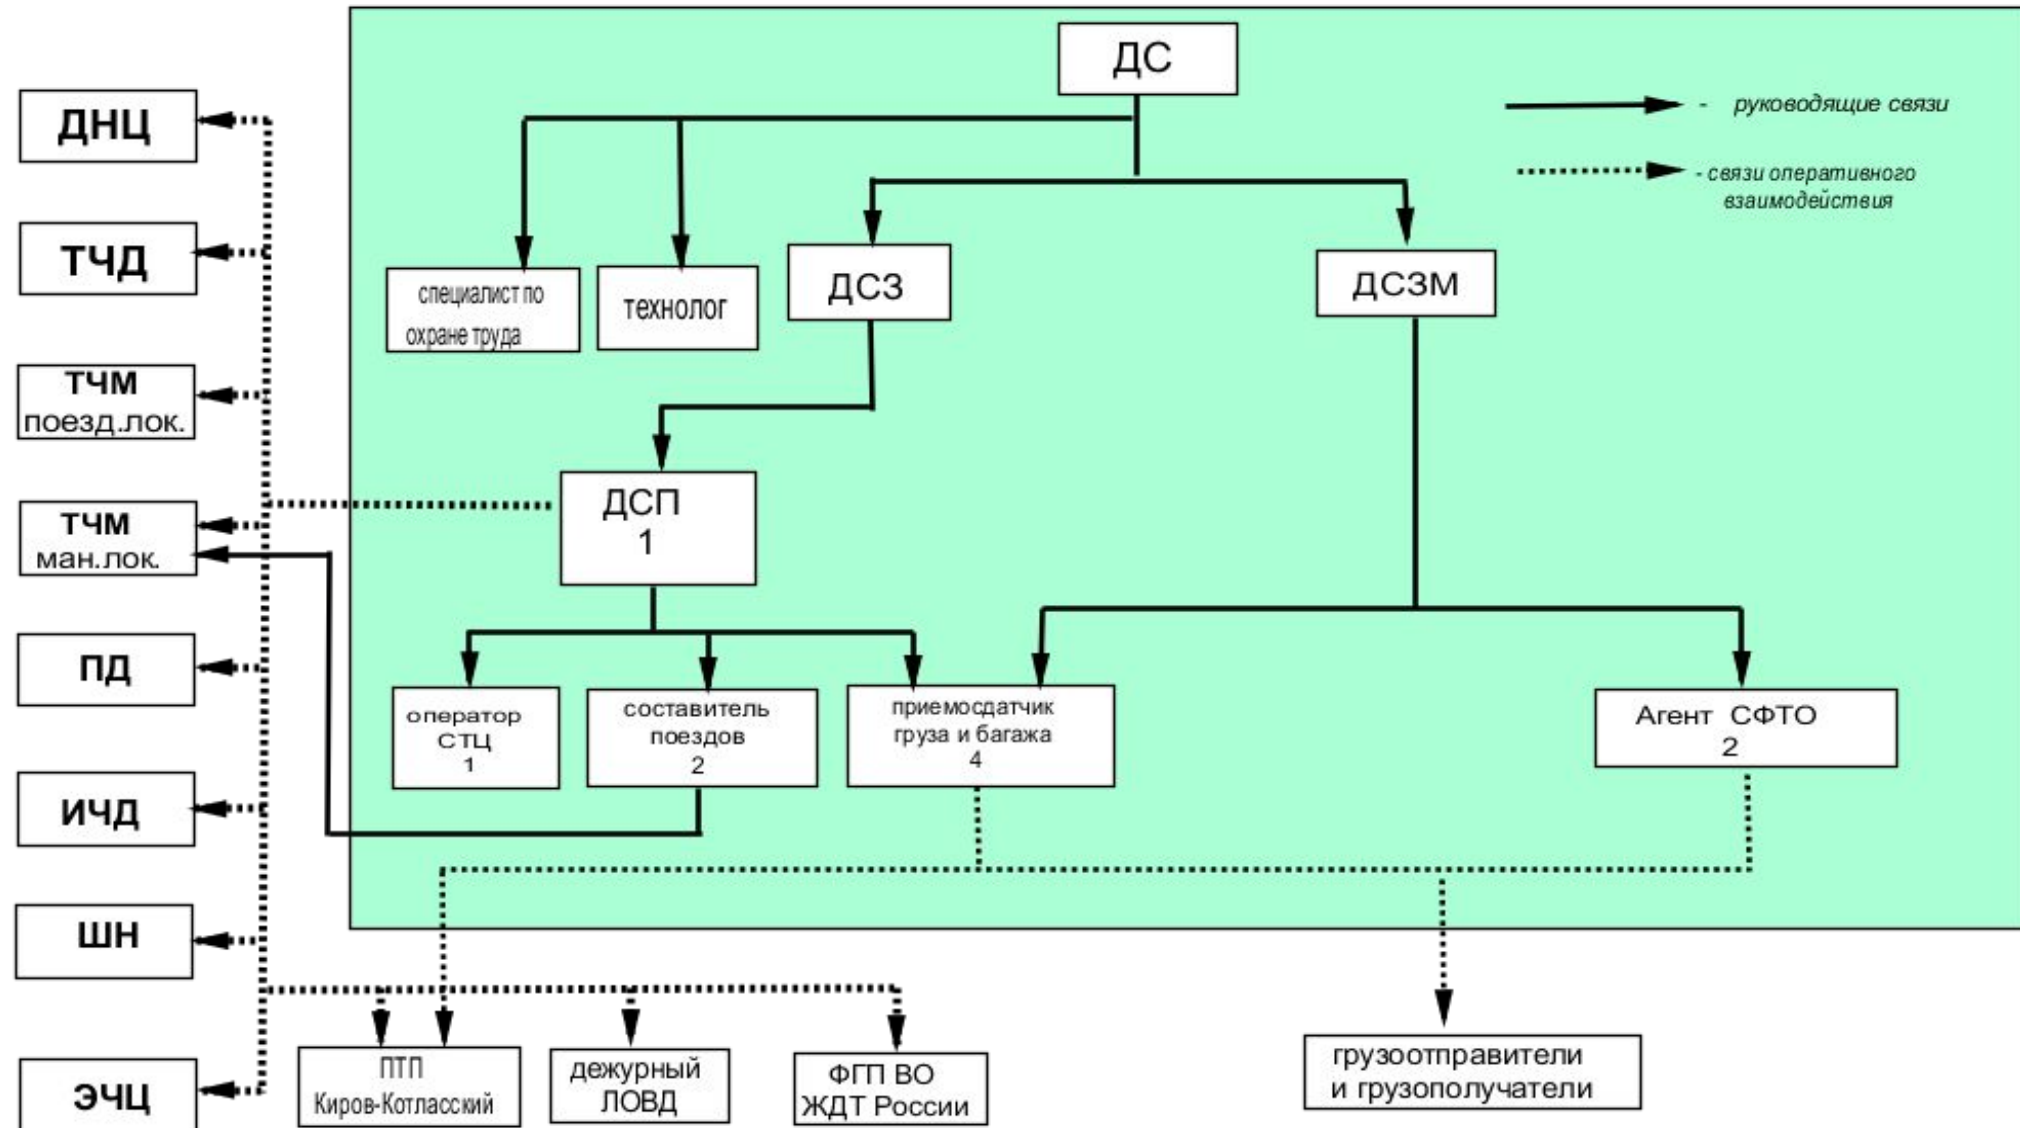 ДС
- руководящие связи
- связи оперативного
взаимодействия
ДНЦ
ТЧД
ТЧМ
поезд.лок.
ТЧМ
ман.лок.
ПД
ИЧД
ШН
ЭЧЦ
специалист по
охране труда
технолог
ДСЗ
ДСЗМ
ДСП
1
оператор
СТЦ
1
составитель
поездов
2
приемосдатчик
груза и багажа
4
Агент СФТО
2
ПТП
Киров-Котласский
дежурный
ЛОВД
ФГП ВО
ЖДТ России
грузоотправители
и грузополучатели